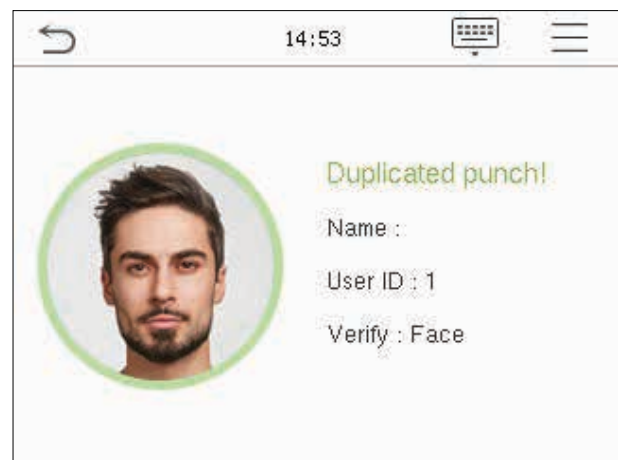 14:53
Duplicated punch!
Name :
User ID : 1
Verify : Face